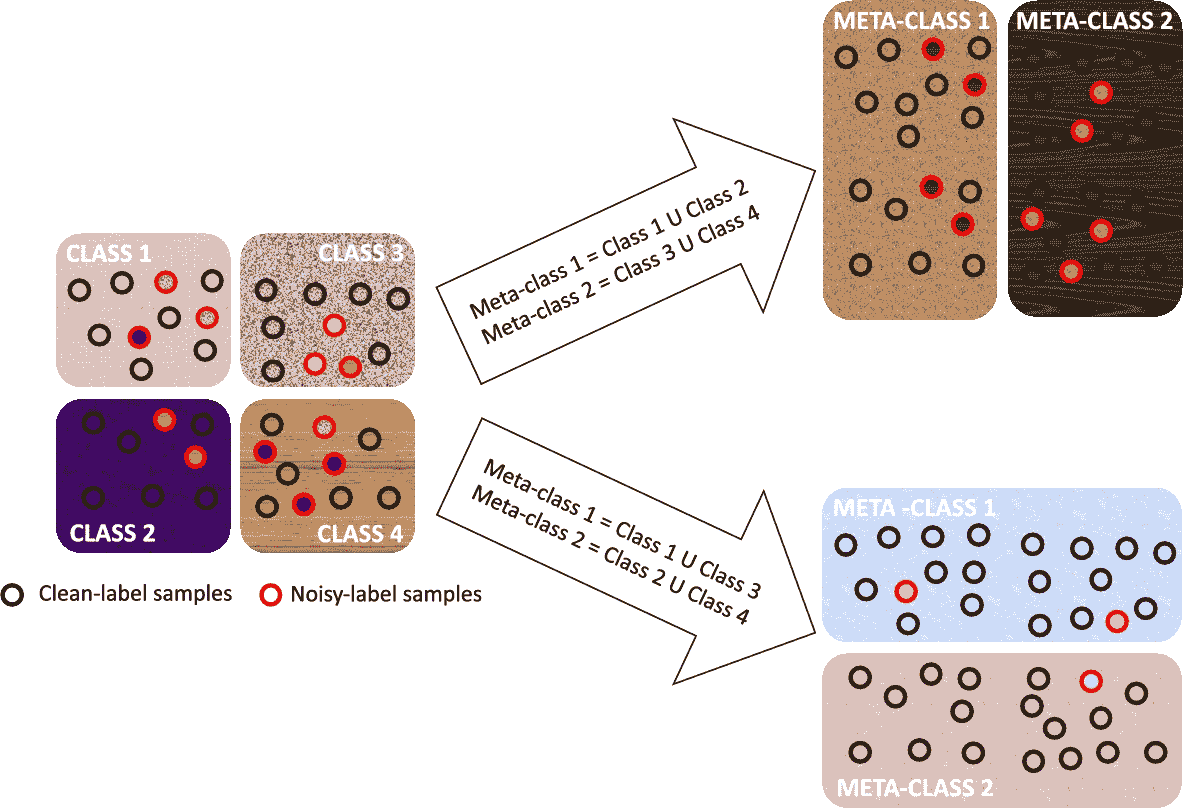 META-CLASS 1
META-CLASS 2
Meta-class 1 = Class 1 U Class 2
Meta-class 2 = Class 3 U Class 4
CLASS 1
CLASS 3
CLASS 2
CLASS 4
Clean-label samples
Noisy-label samples
Meta-class 1 = Class 1 U Class 3
Meta-class 2 = Class 2 U Class 4
META -CLASS 1
META-CLASS 2